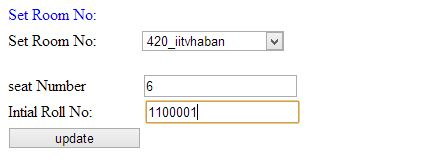 Set Room No:
Set Room No: 420_iitvhaban
seat Number 6
Intial Roll No: 1100001
update